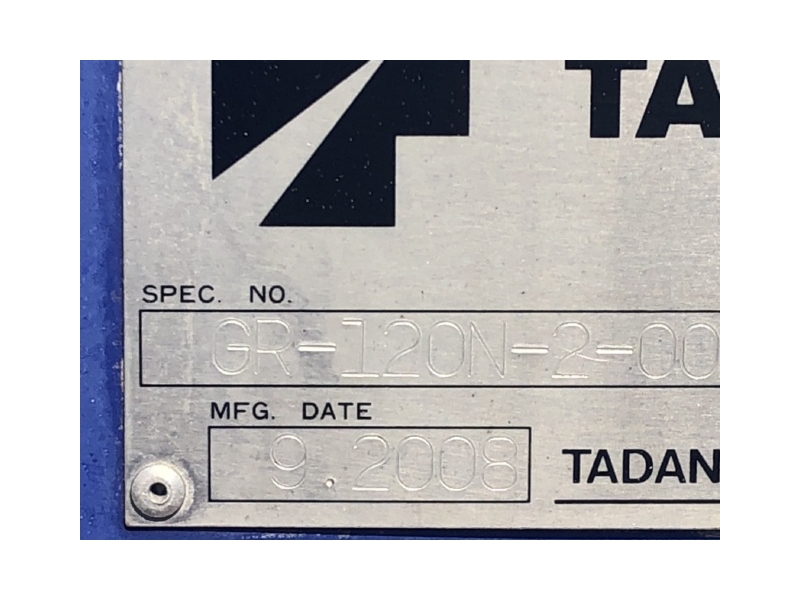 TA
SPEC. NO.
GR-120N-2-00
MFG. DATE
9.2008
TADAN